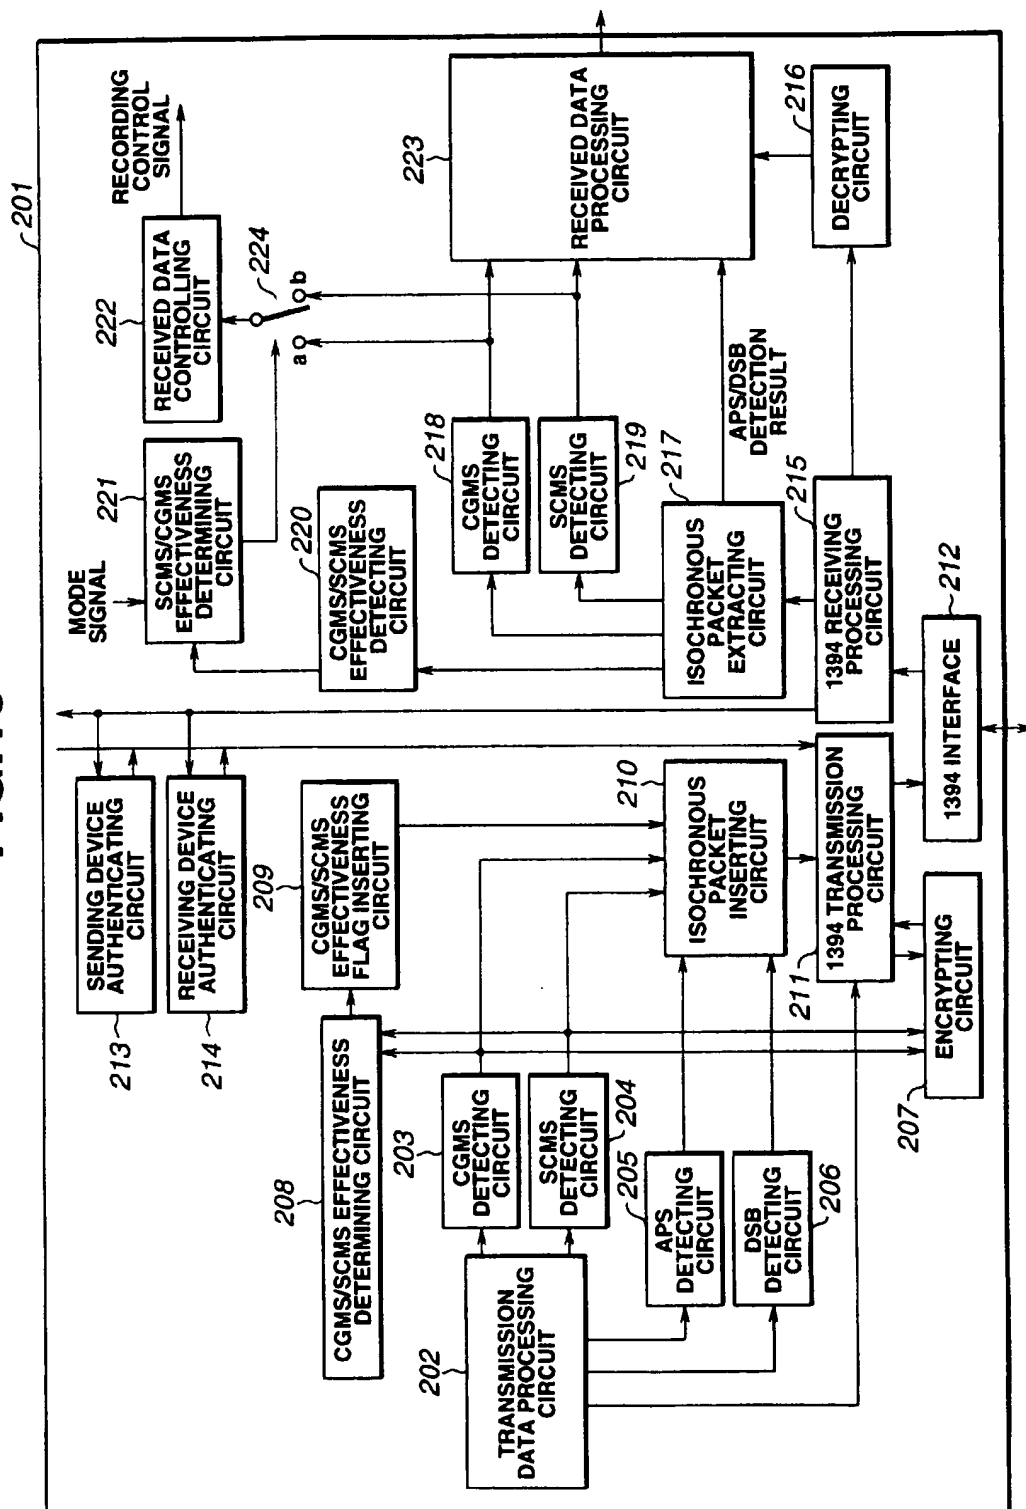 201
SENDING DEVICE
AUTHENTICATING
CIRCUIT
213
RECEIVING DEVICE
AUTHENTICATING
CIRCUIT
214
MODE
SIGNAL
221
SCMS/CGMS
EFFECTIVENESS
DETERMINING
CIRCUIT
222
RECEIVED DATA
CONTROLLING
CIRCUIT
RECORDING
CONTROL
SIGNAL
224
a
b
208
CGMS/SCMS EFFECTIVENESS
DETERMINING CIRCUIT
209
CGMS/SCMS
EFFECTIVENESS
FLAG INSERTING
CIRCUIT
220
CGMS/SCMS
EFFECTIVENESS
DETECTING
CIRCUIT
202
TRANSMISSION
DATA PROCESSING
CIRCUIT
203
CGMS
DETECTING
CIRCUIT
204
SCMS
DETECTING
CIRCUIT
205
APS
DETECTING
CIRCUIT
206
DSB
DETECTING
CIRCUIT
210
ISOCHRONOUS
PACKET
INSERTING
CIRCUIT
218
CGMS
DETECTING
CIRCUIT
219
SCMS
DETECTING
CIRCUIT
217
ISOCHRONOUS
PACKET
EXTRACTING
CIRCUIT
APS/DSB
DETECTION
RESULT
223
RECEIVED DATA
PROCESSING
CIRCUIT
211
1394 TRANSMISSION
PROCESSING
CIRCUIT
215
1394 RECEIVING
PROCESSING
CIRCUIT
216
DECRYPTING
CIRCUIT
207
ENCRYPTING
CIRCUIT
212
1394 INTERFACE